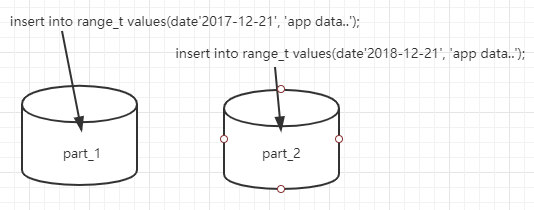 insert into range_t values(date'2017-12-21', 'app data..');
insert into range_t values(date'2018-12-21', 'app data..');
part_1
part_2